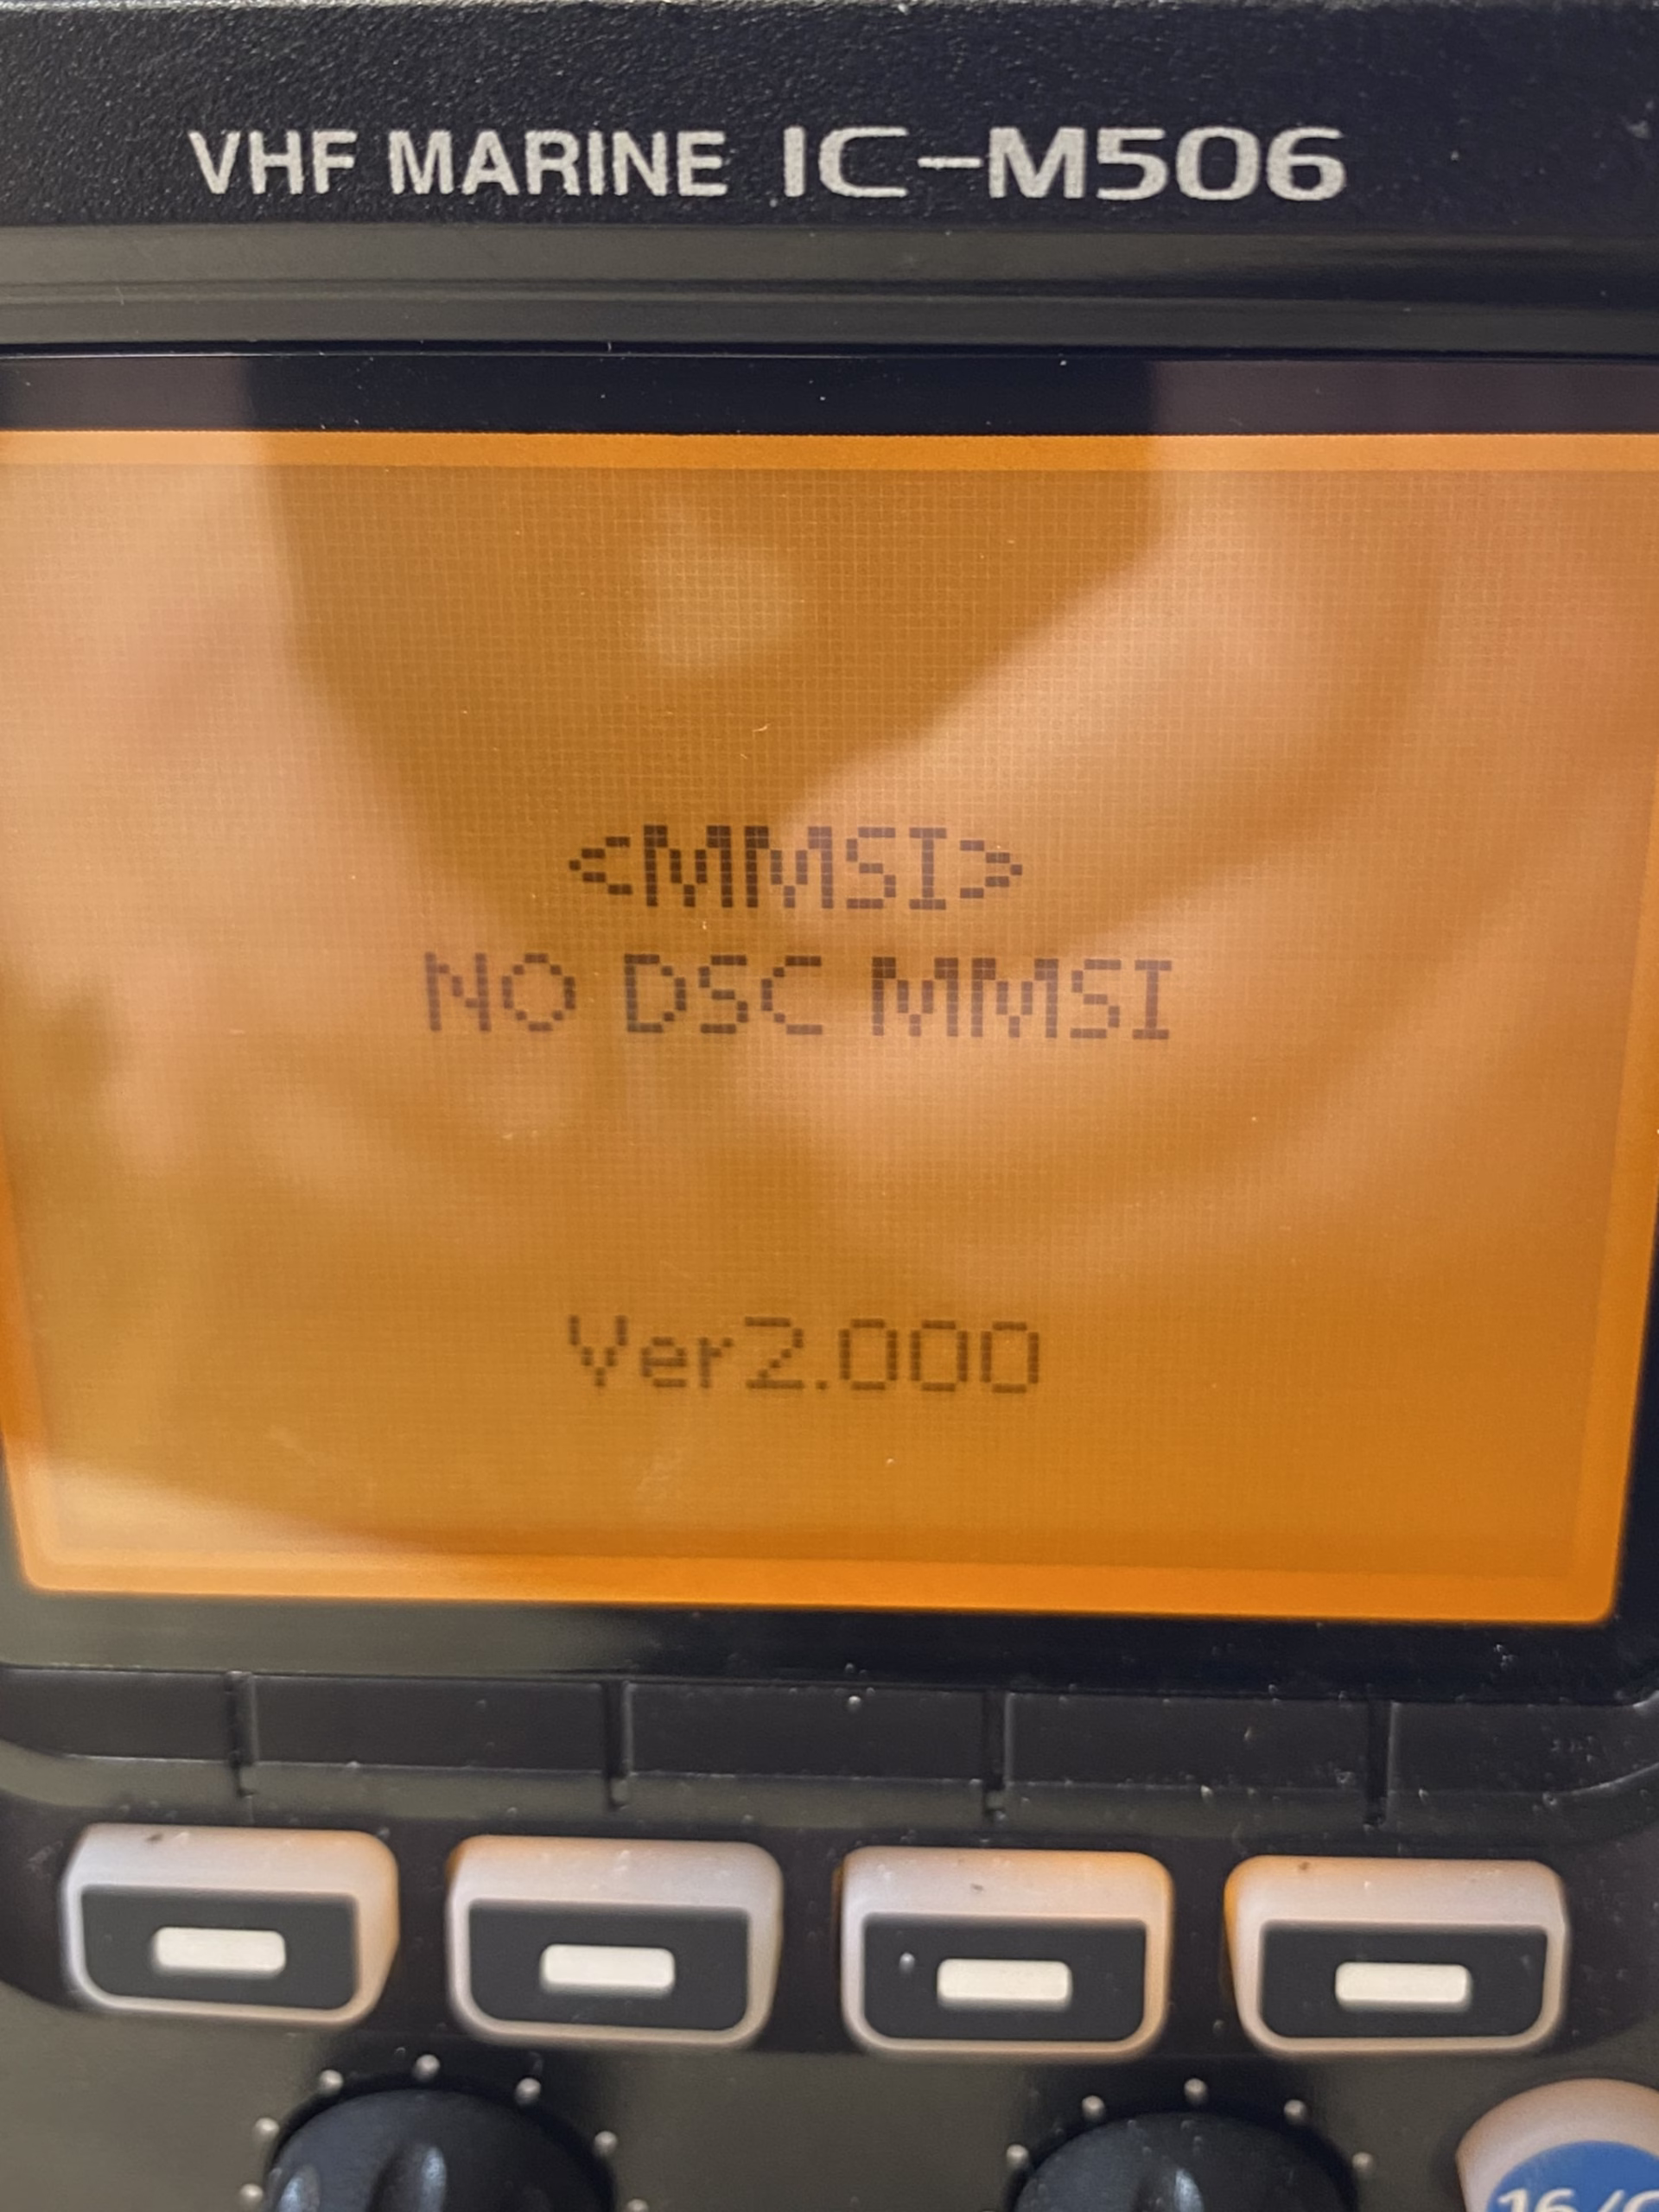 VHF MARINE IC-M506
<MMSI>
NO DSC MMSI
Ver2.000